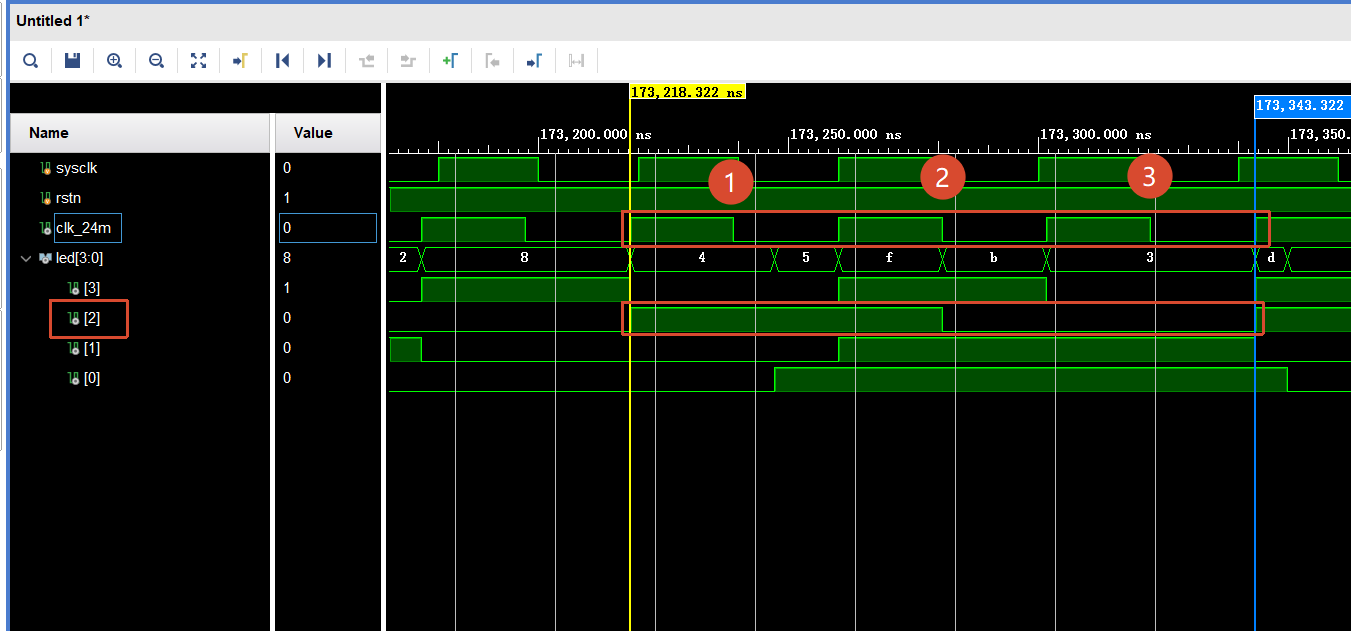 Untitled 1*
173,218.322 ns
173,343.322
Name
Value
173,200.000 ns
173,250.000 ns
173,300.000 ns
173,350.
sysclk
0
1
2
3
rstn
1
clk_24m
0
led[3:0]
8
2
8
4
5
f
b
3
d
[3]
1
[2]
0
[1]
0
[0]
0